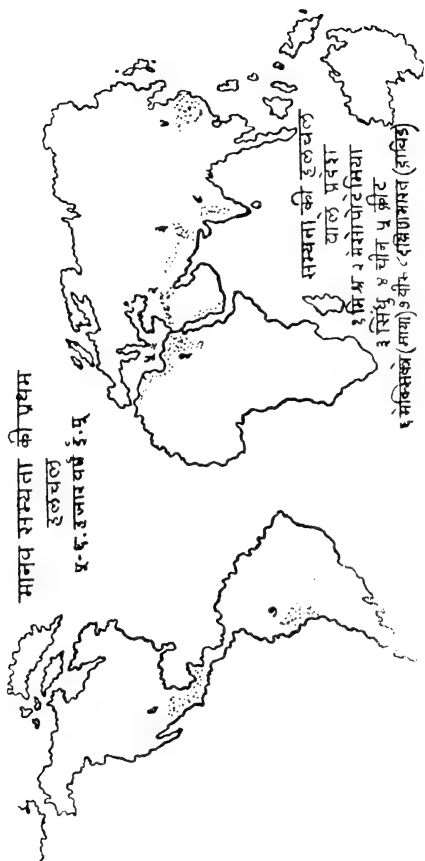 मानव सभ्यता की प्रथम
हलचल
५-६ हजार वर्ष ई. पू
सभ्यता की हलचल
वाले प्रदेश
१ मिश्र २ मेसोपोटेमिया
३ सिंधु ४ चीन ५ क्रीट
६ मेक्सिको (माया) ७ पीरू ८ दक्षिणभारत (द्राविड़)